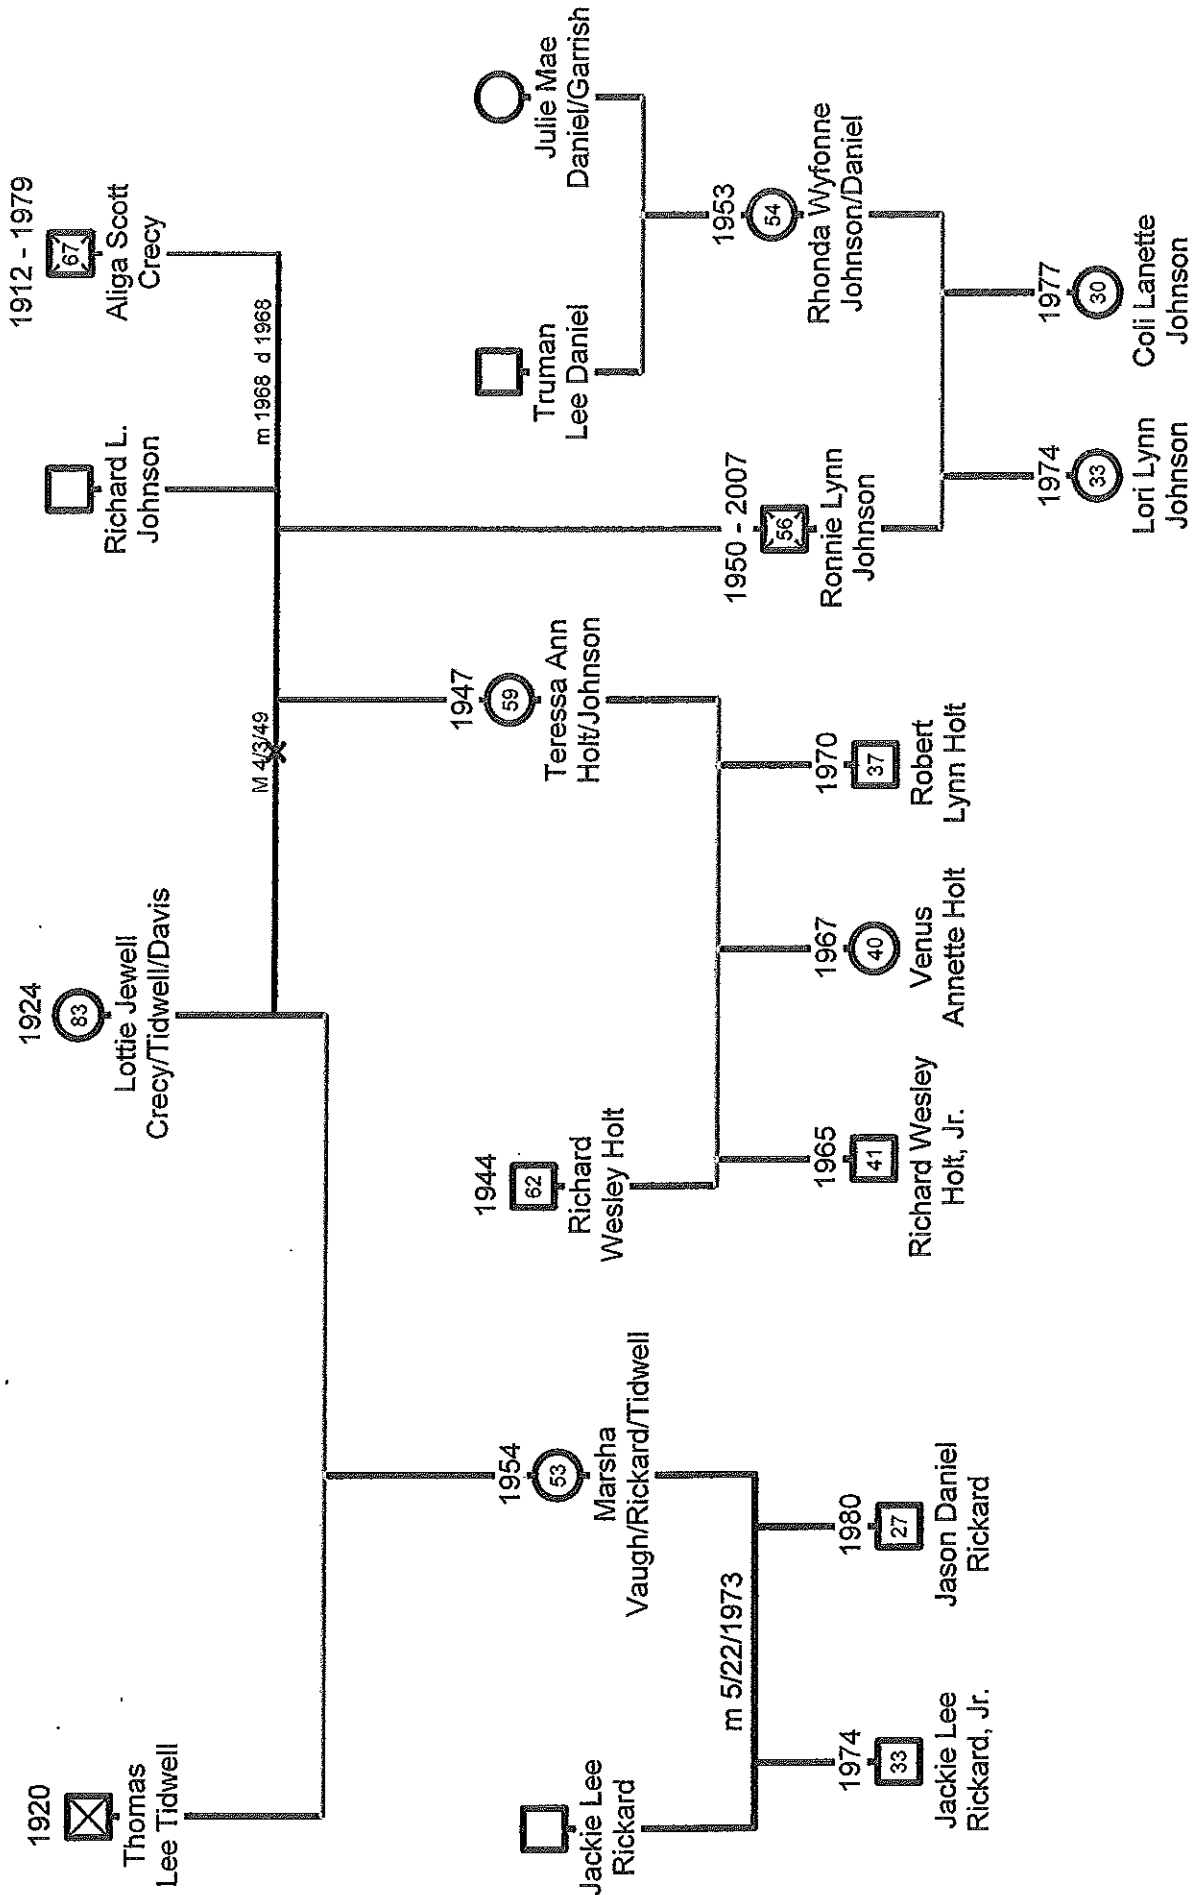 1920
Thomas
Lee Tidwell
1924
83
Lottie Jewell
Crecy/Tidwell/Davis
Richard L.
Johnson
1912 - 1979
67
Aliga Scott
Crecy
M 4/3/49
m 1968 d 1968
Jackie Lee
Rickard
1954
53
Marsha
Vaugh/Rickard/Tidwell
1944
62
Richard
Wesley Holt
1947
59
Teressa Ann
Holt/Johnson
Truman
Lee Daniel
Julie Mae
Daniel/Garrish
m 5/22/1973
1950 - 2007
56
Ronnie Lynn
Johnson
1953
54
Rhonda Wyfonne
Johnson/Daniel
1974
33
Jackie Lee
Rickard, Jr.
1980
27
Jason Daniel
Rickard
1965
41
Richard Wesley
Holt, Jr.
1967
40
Venus
Annette Holt
1970
37
Robert
Lynn Holt
1974
33
Lori Lynn
Johnson
1977
30
Coli Lanette
Johnson